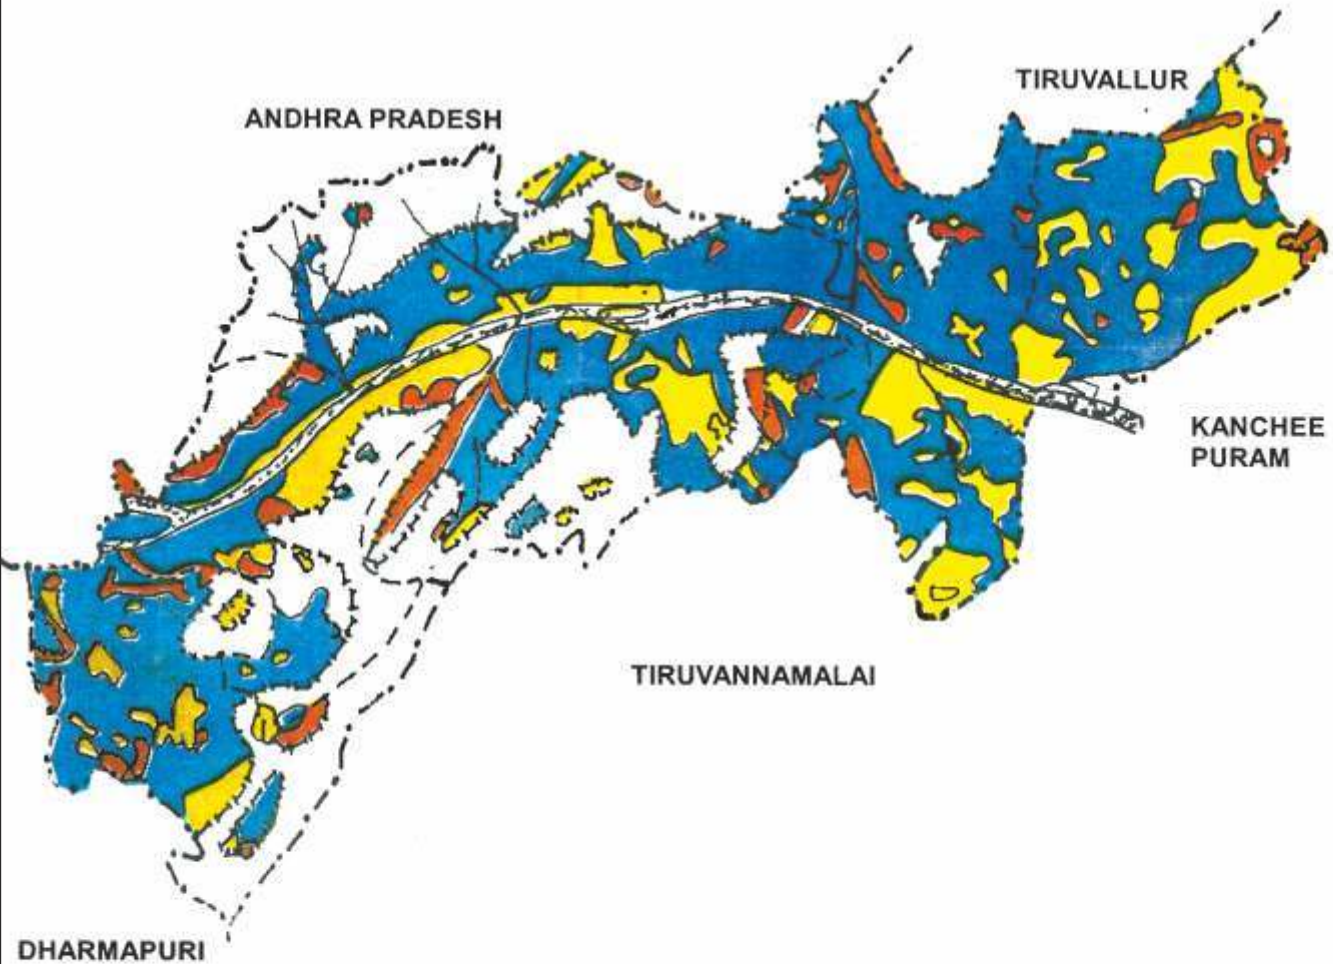 TIRUVALLUR
ANDHRA PRADESH
KANCHEE
PURAM
TIRUVANNAMALAI
DHARMAPURI